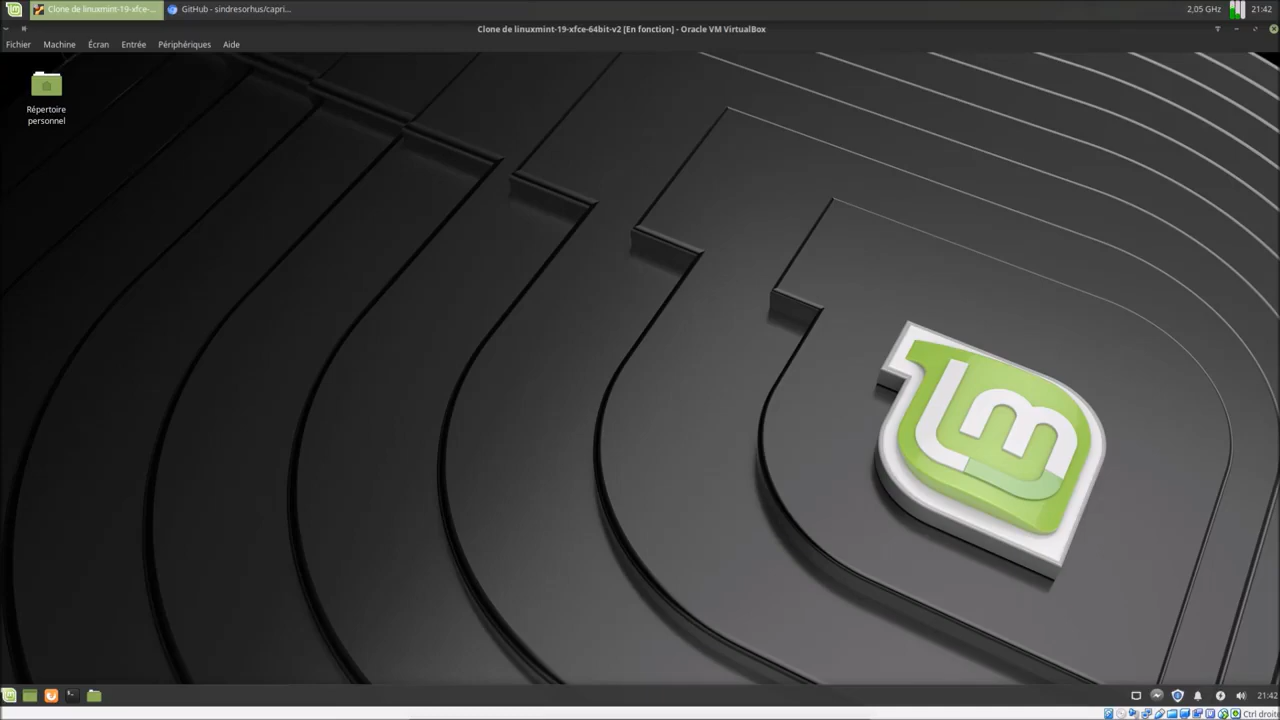 Clone de linuxmint-19-xfce-...
GitHub - sindresorhus/capri...
2,05 GHz
21:42
Clone de linuxmint-19-xfce-64bit-v2 [En fonction] - Oracle VM VirtualBox
Fichier Machine Écran Entrée Périphériques Aide
Répertoire
personnel
lm
21:42
Ctrl droite